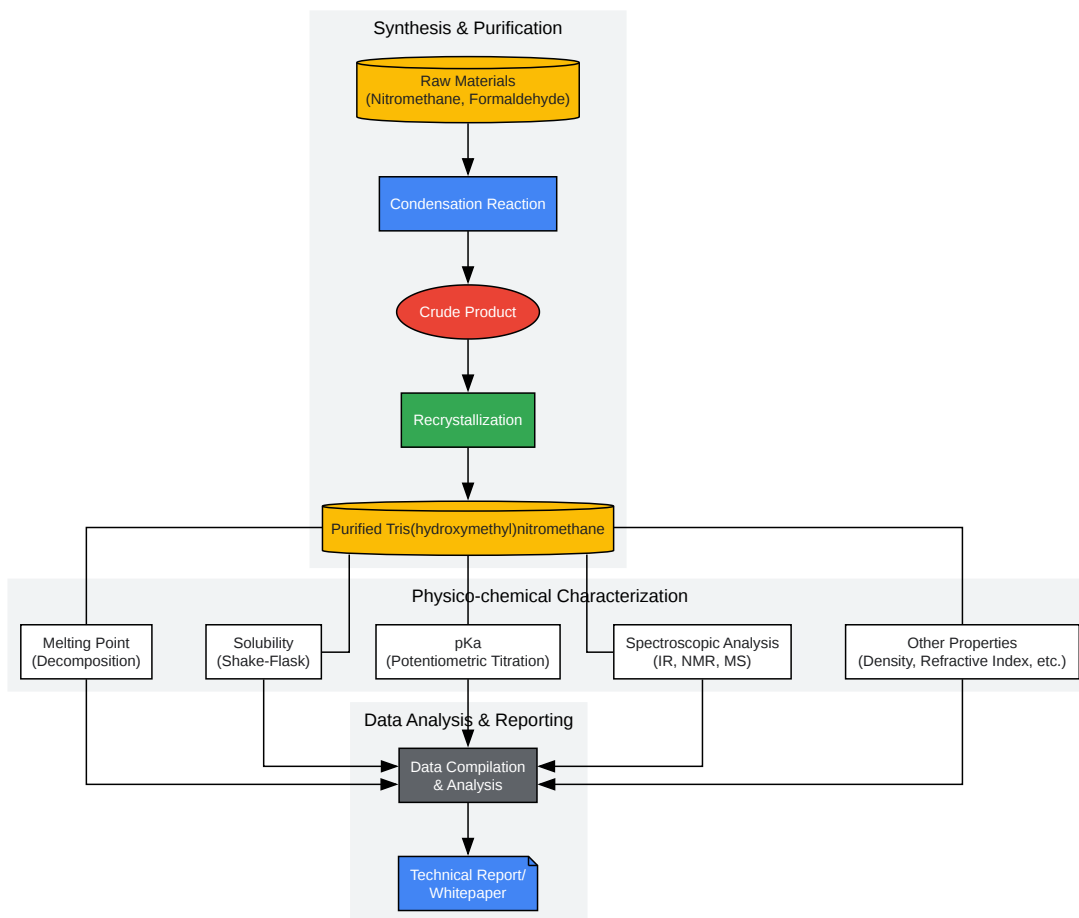 Synthesis & Purification
Raw Materials
(Nitromethane, Formaldehyde)
Condensation Reaction
Crude Product
Recrystallization
Purified Tris(hydroxymethyl)nitromethane
Physico-chemical Characterization
Melting Point
(Decomposition)
Solubility
(Shake-Flask)
pKa
(Potentiometric Titration)
Spectroscopic Analysis
(IR, NMR, MS)
Other Properties
(Density, Refractive Index, etc.)
Data Analysis & Reporting
Data Compilation
& Analysis
Technical Report/
Whitepaper